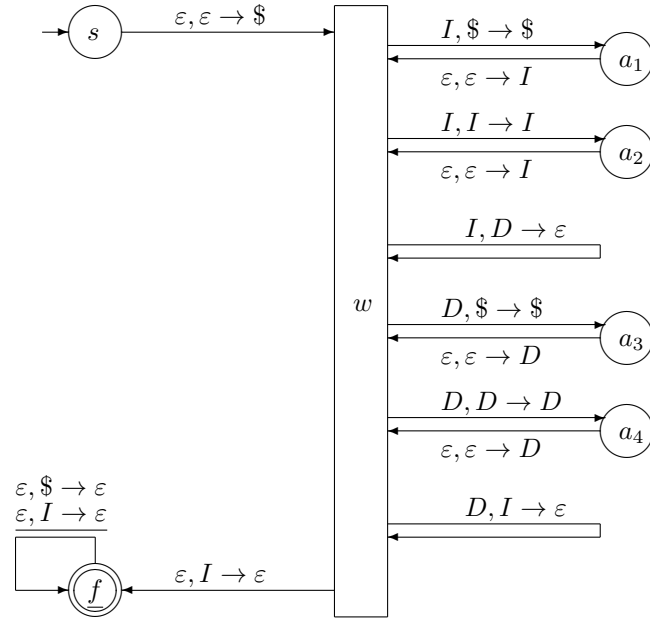 s
ε, ε → $
I, $ → $
a₁
ε, ε → I
I, I → I
a₂
ε, ε → I
I, D → ε
w
D, $ → $
a₃
ε, ε → D
D, D → D
a₄
ε, ε → D
ε, $ → ε
ε, I → ε
D, I → ε
ε, I → ε
f